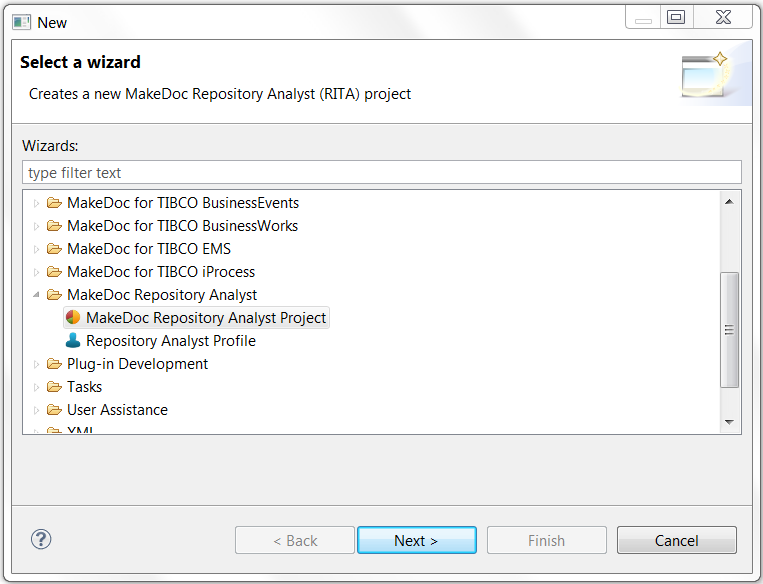 New
Select a wizard
Creates a new MakeDoc Repository Analyst (RITA) project
Wizards:
type filter text
MakeDoc for TIBCO BusinessEvents
MakeDoc for TIBCO BusinessWorks
MakeDoc for TIBCO EMS
MakeDoc for TIBCO iProcess
MakeDoc Repository Analyst
MakeDoc Repository Analyst Project
Repository Analyst Profile
Plug-in Development
Tasks
User Assistance
XML
? < Back Next > Finish Cancel